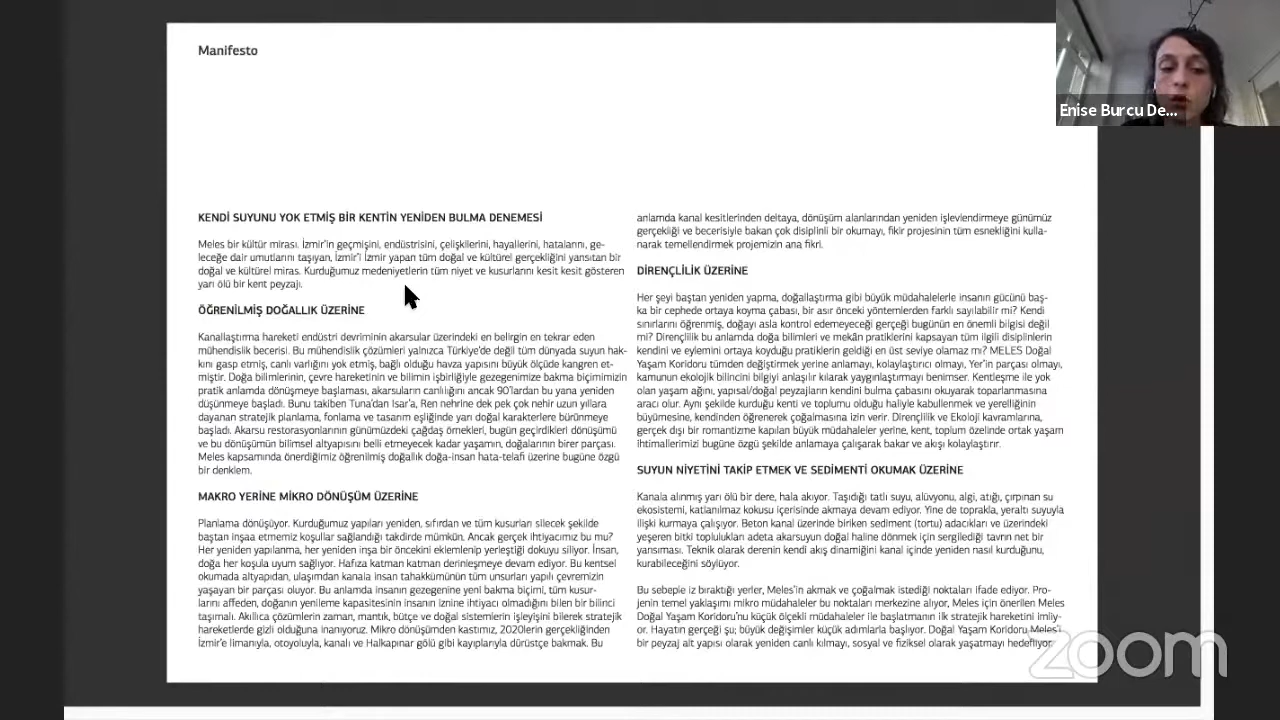 Manifesto
Enise Burcu De...
KENDİ SUYUNU YOK ETMİŞ BİR KENTİN YENİDEN BULMA DENEMESİ
Meles bir kültür mirası. İzmir'in geçmişini, endüstrisini, çelişkilerini, hayallerini, hatalarını, ge-
leceğe dair umutlarını taşıyan, İzmir'i İzmir yapan tüm doğal ve kültürel gerçekliğini yansıtan bir
doğal ve kültürel miras. Kurduğumuz medeniyetlerin tüm niyet ve kusurlarını kesit kesit gösteren
yarı ölü bir kent peyzajı.
ÖĞRENİLMİŞ DOĞALLIK ÜZERİNE
Kanallaştırma hareketi endüstri devriminin akarsular üzerindeki en belirgin en tekrar eden
mühendislik becerisi. Bu mühendislik çözümleri yalnızca Türkiye'de değil tüm dünyada suyun hak-
kını gasp etmiş, canlı varlığını yok etmiş, bağlı olduğu havza yapısını büyük ölçüde kangren et-
miştir. Doğa bilimlerinin, çevre hareketinin ve bilimin işbirliğiyle gezegenimize bakma biçimimizin
pratik anlamda dönüşmeye başlaması, akarsuların canlılığını ancak 90'lardan bu yana yeniden
düşünmeye başladı. Bunu takiben Tuna'dan Isar'a, Ren nehrine dek pek çok nehir uzun yıllara
dayanan stratejik planlama, fonlama ve tasarım eşliğinde yarı doğal karakterlere bürünmeye
başladı. Akarsu restorasyonlarının günümüzdeki çağdaş örnekleri, bugün geçirdikleri dönüşümü
ve bu dönüşümün bilimsel altyapısını belli etmeyecek kadar yaşamın, doğalarının birer parçası.
Meles kapsamında önerdiğimiz öğrenilmiş doğallık doğa-insan hata-telafi üzerine bugüne özgü
bir denklem.
MAKRO YERİNE MİKRO DÖNÜŞÜM ÜZERİNE
Planlama dönüşüyor. Kurduğumuz yapıları yeniden, sıfırdan ve tüm kusurları silecek şekilde
baştan inşaa etmemiz koşullar sağlandığı takdirde mümkün. Ancak gerçek ihtiyacımız bu mu?
Her yeniden yapılanma, her yeniden inşa bir öncekini eklemlenip yerleştiği dokuyu siliyor. İnsan,
doğa her koşula uyum sağlıyor. Hafıza katman katman derinleşmeye devam ediyor. Bu kentsel
okumada altyapıdan, ulaşımdan kanala insan tahakkümünün tüm unsurları yapılı çevremizin
yaşayan bir parçası oluyor. Bu anlamda insanın gezegenine yeni bakma biçimi, tüm kusur-
larını affeden, doğanın yenileme kapasitesinin insanın iznine ihtiyacı olmadığını bilen bir bilinci
taşımalı. Akıllıca çözümlerin zaman, mantık, bütçe ve doğal sistemlerin işleyişini bilerek stratejik
hareketlerde gizli olduğuna inanıyoruz. Mikro dönüşümden kastımız, 2020lerin gerçekliğinden
İzmir'e limanıyla, otoyoluyla, kanalı ve Halkapınar gölü gibi kayıplarıyla dürüstçe bakmak. Bu
anlamda kanal kesitlerinden deltaya, dönüşüm alanlarından yeniden işlevlendirmeye günümüz
gerçekliği ve becerisiyle bakan çok disiplinli bir okumayı, fikir projesinin tüm esnekliğini kulla-
narak temellendirmek projemizin ana fikri.
DİRENÇLİLİK ÜZERİNE
Her şeyi baştan yeniden yapma, doğallaştırma gibi büyük müdahalelerle insanın gücünü baş-
ka bir cephede ortaya koyma çabası, bir asır önceki yöntemlerden farklı sayılabilir mi? Kendi
sınırlarını öğrenmiş, doğayı asla kontrol edemeyeceği gerçeği bugünün en önemli bilgisi değil
mi? Dirençlilik bu anlamda doğa bilimleri ve mekân pratiklerini kapsayan tüm ilgili disiplinlerin
kendini ve eylemini ortaya koyduğu pratiklerin geldiği en üst seviye olamaz mı? MELES Doğal
Yaşam Koridoru tümden değiştirmek yerine anlamayı, kolaylaştırıcı olmayı, Yer'in parçası olmayı,
kamunun ekolojik bilincini bilgiyi anlaşılır kılarak yaygınlaştırmayı benimser. Kentleşme ile yok
olan yaşam ağını, yapısal/doğal peyzajların kendini bulma çabasını okuyarak toparlanmasına
aracı olur. Aynı şekilde kurduğu kenti ve toplumu olduğu haliyle kabullenmek ve yerelliğinin
büyümesine, kendinden öğrenerek çoğalmasına izin verir. Dirençlilik ve Ekoloji kavramlarına,
gerçek dışı bir romantizme kapılan büyük müdahaleler yerine, kent, toplum özelinde ortak yaşam
ihtimallerimizi bugüne özgü şekilde anlamaya çalışarak bakar ve akışı kolaylaştırır.
SUYUN NİYETİNİ TAKİP ETMEK VE SEDİMENTİ OKUMAK ÜZERİNE
Kanala alınmış yarı ölü bir dere, hala akıyor. Taşıdığı tatlı suyu, alüvyonu, algi, atığı, çırpınan su
ekosistemi, katlanılmaz kokusu içerisinde akmaya devam ediyor. Yine de toprakla, yeraltı suyuyla
ilişki kurmaya çalışıyor. Beton kanal üzerinde biriken sediment (tortu) adacıkları ve üzerindeki
yeşeren bitki toplulukları adeta akarsuyun doğal haline dönmek için sergilediği tavrın net bir
yansıması. Teknik olarak derenin kendi akış dinamiğini kanal içinde yeniden nasıl kurduğunu,
kurabileceğini söylüyor.
Bu sebeple iz bıraktığı yerler, Meles'in akmak ve çoğalmak istediği noktaları ifade ediyor. Pro-
jenin temel yaklaşımı mikro müdahaleler bu noktaları merkezine alıyor, Meles için önerilen Meles
Doğal Yaşam Koridoru'nu küçük ölçekli müdahaleler ile başlatmanın ilk stratejik hareketini imliy-
or. Hayatın gerçeği şu; büyük değişimler küçük adımlarla başlıyor. Doğal Yaşam Koridoru Meles'i
bir peyzaj alt yapısı olarak yeniden canlı kılmayı, sosyal ve fiziksel olarak yaşatmayı hedefliyor.
zoom